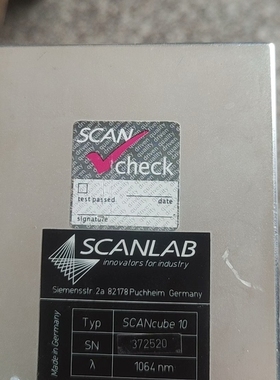 SCAN
check
test passed
date
signature
SCANLAB
innovators for industry
Siemensstr 2a 82178 Puchheim Germany
Made in Germany
Typ SCANcube 10
SN 372520
λ 1064 nm